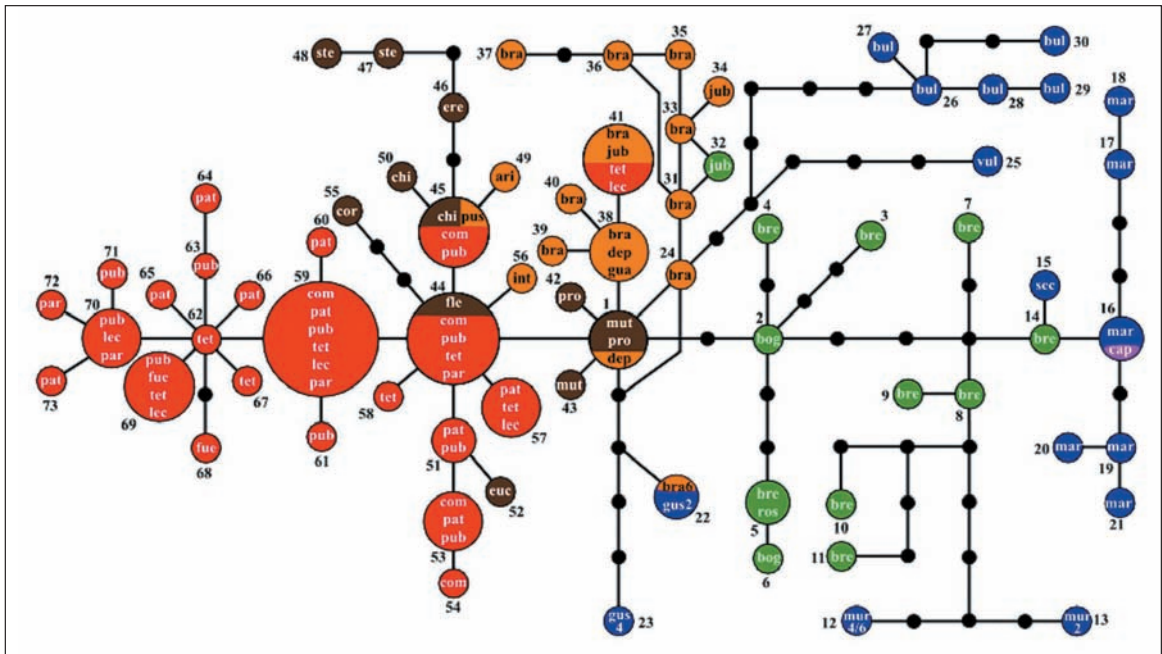 48
ste
ste
47
46
ere
37
bra
bra
36
35
bra
34
jub
33
bra
32
jub
31
bra
27
bul
bul
26
bul
28
bul
29
bul
30
18
mar
17
mar
vul
25
41
bra
jub
tet
lec
50
chi
49
ari
45
chi
pus
com
pub
40
bra
39
bra
38
bra
dep
gua
24
bra
55
cor
64
pat
63
pub
65
pat
66
pat
62
tet
67
tet
68
fue
69
pub
fue
tet
lec
71
pub
72
par
70
pub
lec
par
73
pat
60
pat
59
com
pat
pub
tet
lec
par
61
pub
44
fle
com
pub
tet
par
56
int
58
tet
57
pat
tet
lec
51
pat
pub
52
euc
53
com
pat
pub
54
com
42
pro
1
mut
pro
dep
43
mut
4
bre
3
bre
7
bre
2
bog
15
scc
14
bre
16
mar
cap
9
bre
8
bre
20
mar
19
mar
21
mar
5
bre
ros
6
bog
10
bre
11
bre
22
bra6
gus2
23
gus
4
12
mur
4/6
13
mur
2